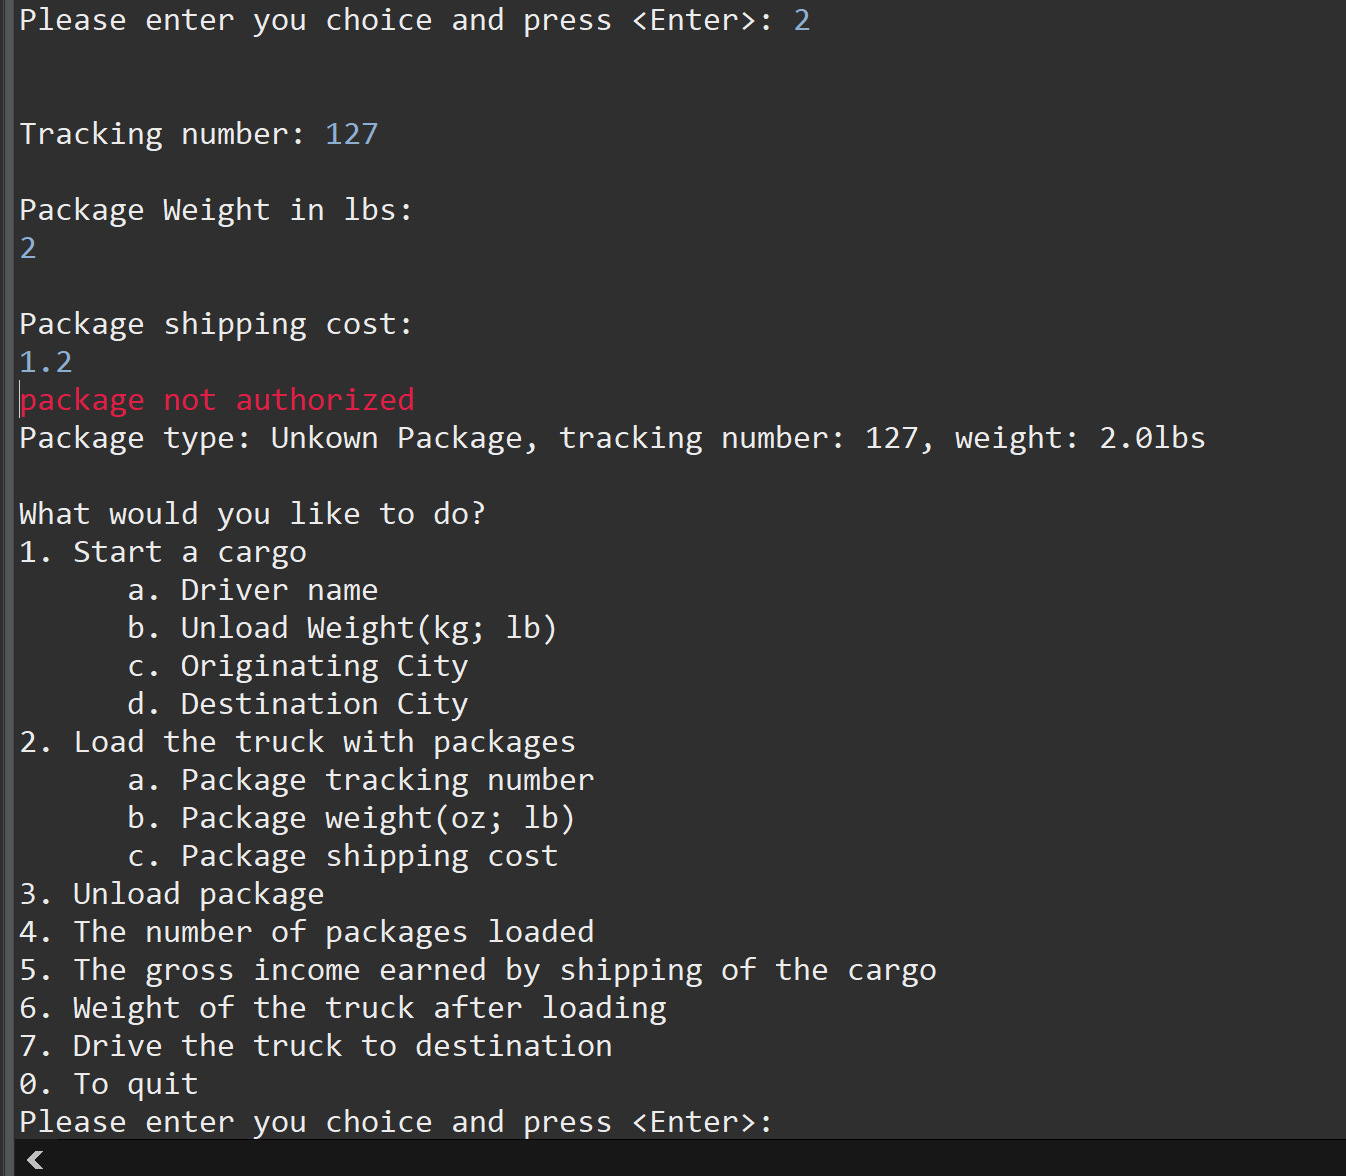 Please enter you choice and press <Enter>: 2
Tracking number: 127
Package Weight in lbs:
2
Package shipping cost:
1.2
package not authorized
Package type: Unkown Package, tracking number: 127, weight: 2.0lbs
What would you like to do?
1. Start a cargo
a. Driver name
b. Unload Weight(kg; lb)
c. Originating City
d. Destination City
2. Load the truck with packages
a. Package tracking number
b. Package weight(oz; lb)
c. Package shipping cost
3. Unload package
4. The number of packages loaded
5. The gross income earned by shipping of the cargo
6. Weight of the truck after loading
7. Drive the truck to destination
0. To quit
Please enter you choice and press <Enter>: